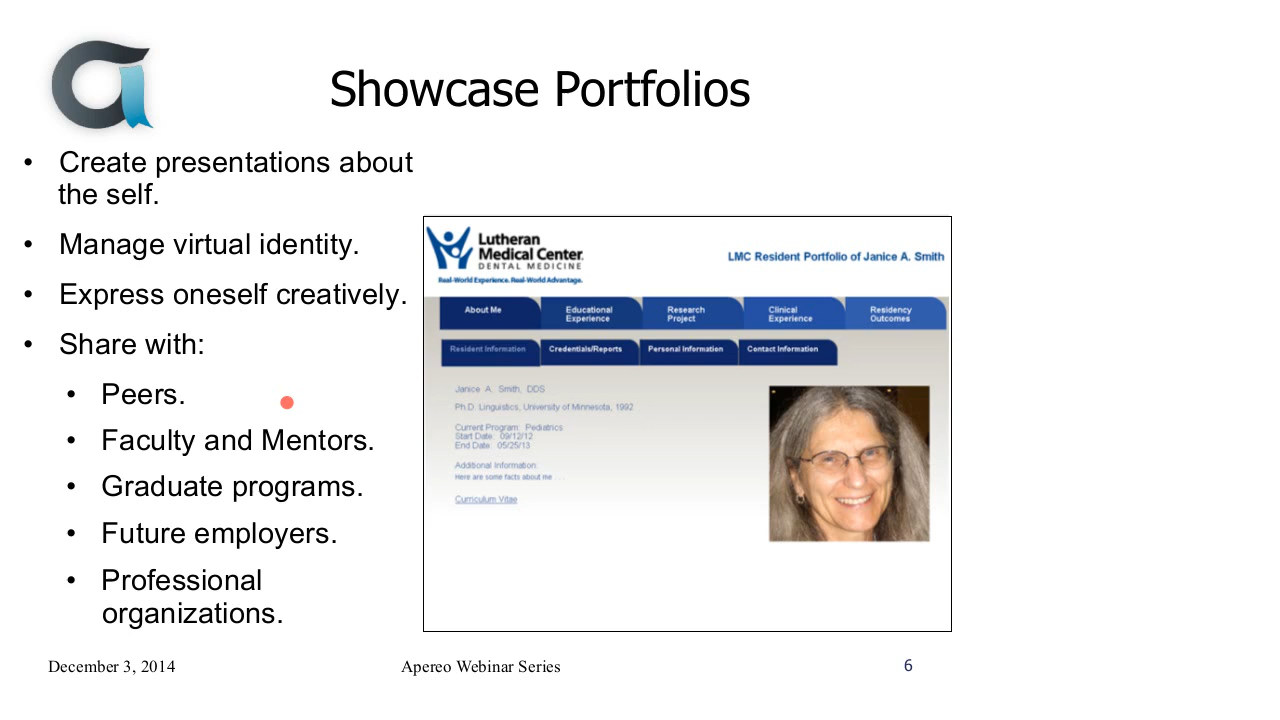 Showcase Portfolios
• Create presentations about
the self.
• Manage virtual identity.
• Express oneself creatively.
• Share with:
• Peers.
• Faculty and Mentors.
• Graduate programs.
• Future employers.
• Professional
organizations.
Lutheran
Medical Center.
DENTAL MEDICINE
Real-World Experience. Real-World Advantage.
LMC Resident Portfolio of Janice A. Smith
About Me
Educational
Experience
Research
Project
Clinical
Experience
Residency
Outcomes
Resident Information
Credentials/Reports
Personal Information
Contact Information
Janice A. Smith, DDS
Ph.D. Linguistics, University of Minnesota, 1992
Current Program: Pediatrics
Start Date: 09/12/12
End Date: 05/25/13
Additional Information:
Here are some facts about me . . .
Curriculum Vitae
December 3, 2014
Apereo Webinar Series
6